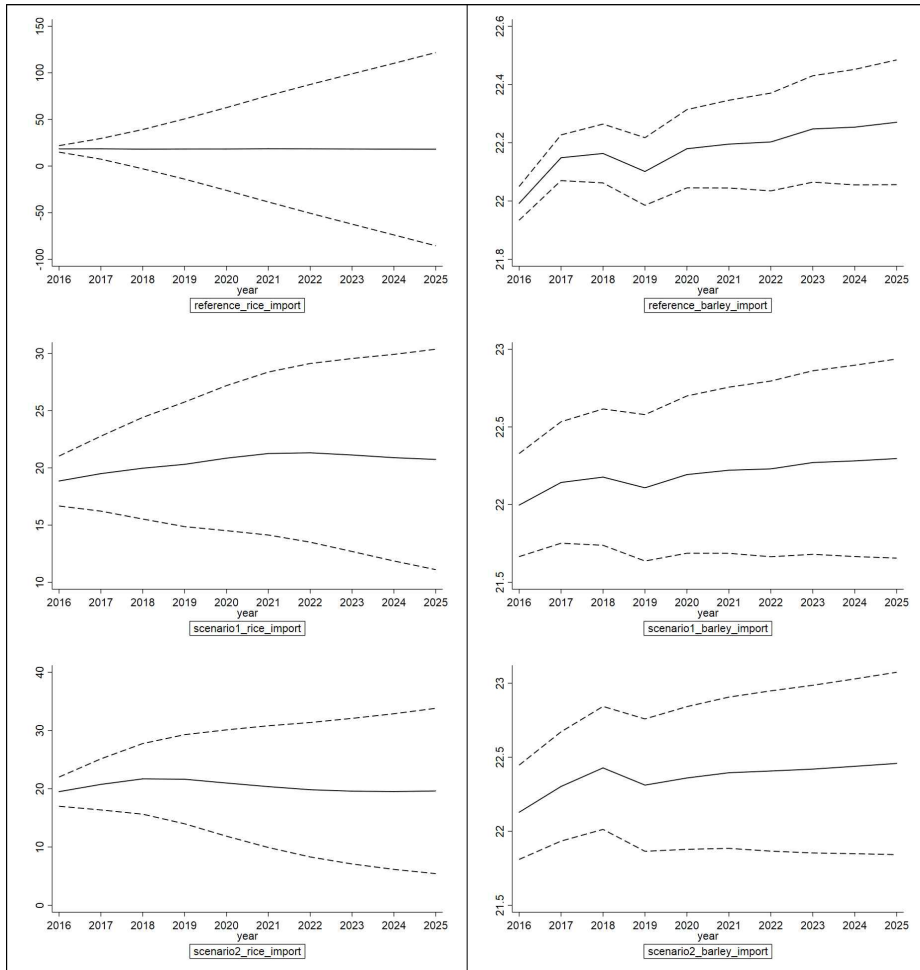 150
100
50
0
-50
-100
2016 2017 2018 2019 2020 2021 2022 2023 2024 2025
year
reference_rice_import
22.6
22.4
22.2
22
21.8
2016 2017 2018 2019 2020 2021 2022 2023 2024 2025
year
reference_barley_import
30
25
20
15
10
2016 2017 2018 2019 2020 2021 2022 2023 2024 2025
year
scenario1_rice_import
23
22.5
22
21.5
2016 2017 2018 2019 2020 2021 2022 2023 2024 2025
year
scenario1_barley_import
40
30
20
10
0
2016 2017 2018 2019 2020 2021 2022 2023 2024 2025
year
scenario2_rice_import
23
22.5
22
21.5
2016 2017 2018 2019 2020 2021 2022 2023 2024 2025
year
scenario2_barley_import